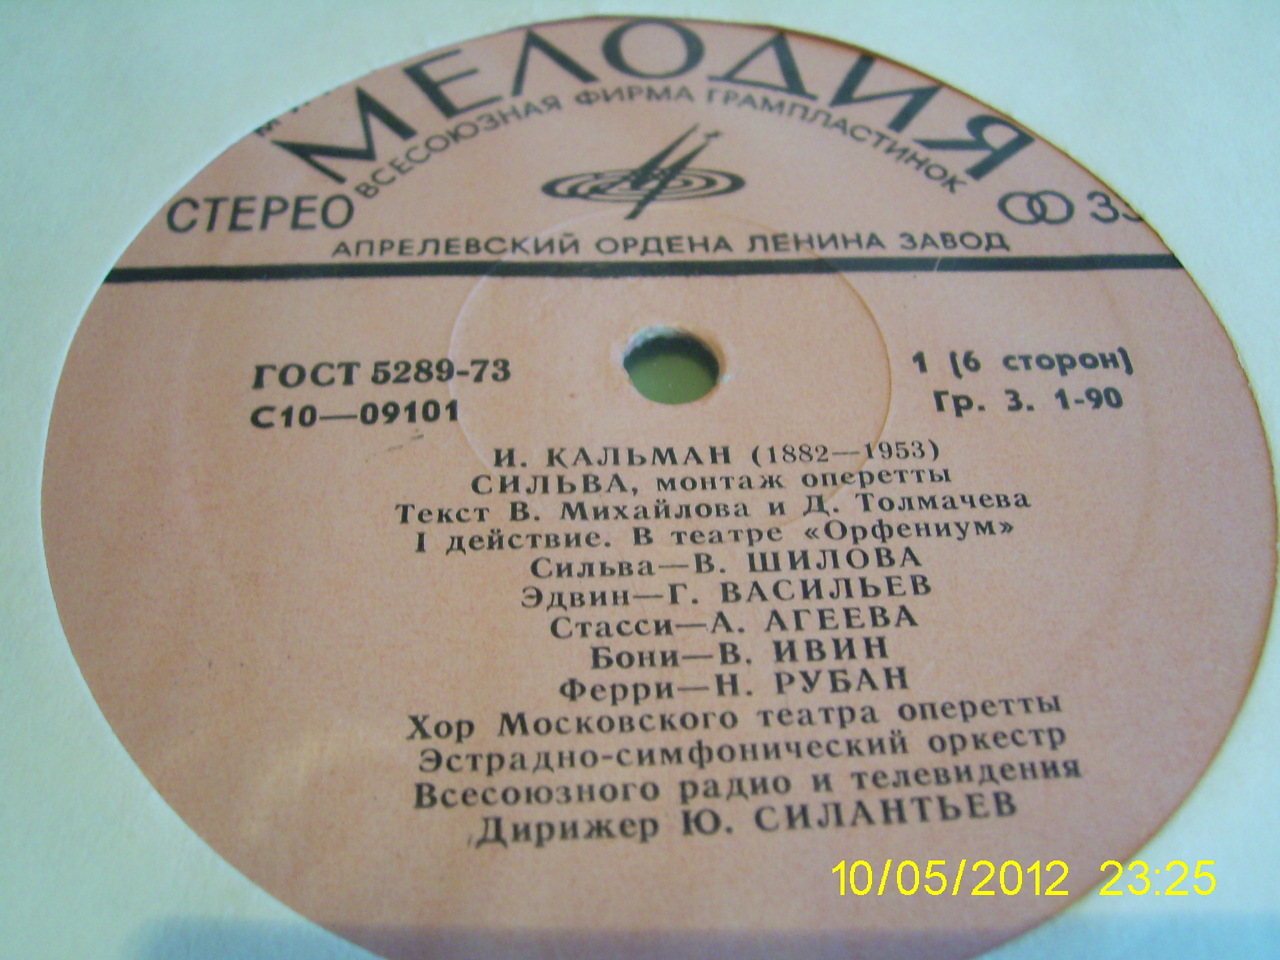 МЕЛОДИЯ
ВСЕСОЮЗНАЯ ФИРМА ГРАМПЛАСТИНОК
СТЕРЕО
33
АПРЕЛЕВСКИЙ ОРДЕНА ЛЕНИНА ЗАВОД
ГОСТ 5289-73
1 (6 сторон)
С10—09101
Гр. 3. 1-90
И. КАЛЬМАН (1882—1953)
СИЛЬВА, монтаж оперетты
Текст В. Михайлова и Д. Толмачева
I действие. В театре «Орфениум»
Сильва—В. ШИЛОВА
Эдвин—Г. ВАСИЛЬЕВ
Стасси—А. АГЕЕВА
Бони—В. ИВИН
Ферри—Н. РУБАН
Хор Московского театра оперетты
Эстрадно-симфонический оркестр
Всесоюзного радио и телевидения
Дирижер Ю. СИЛАНТЬЕВ
10/05/2012 23:25